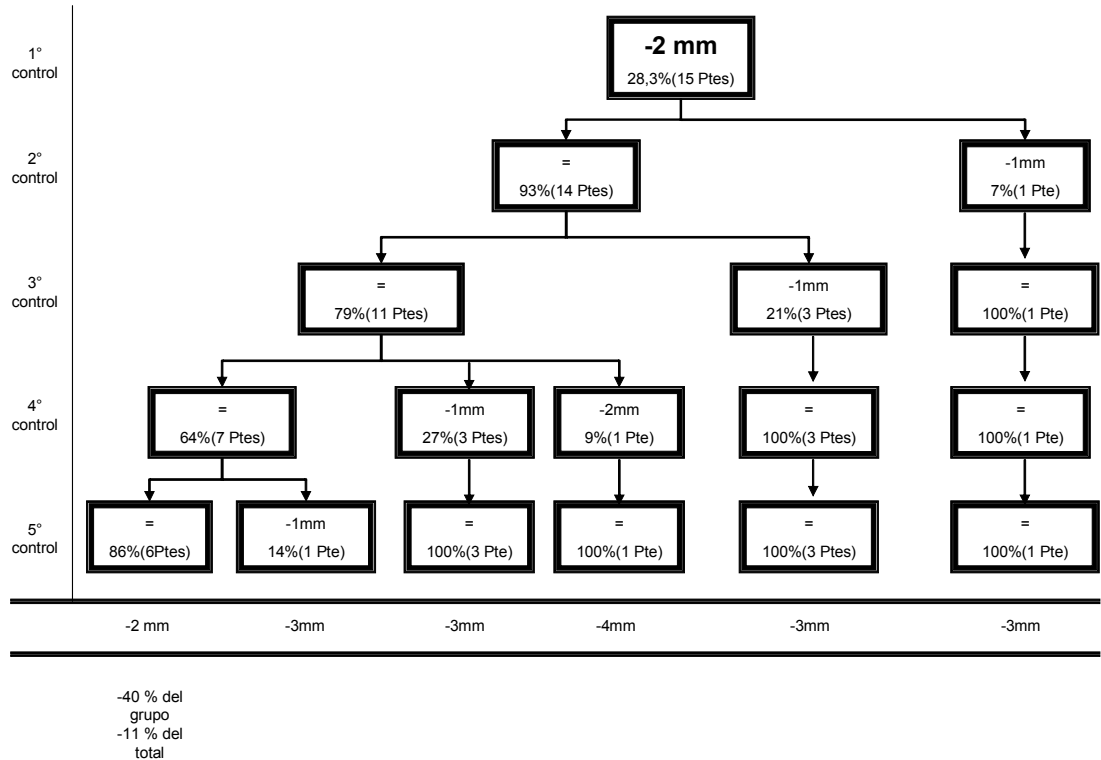 1°
control
-2 mm
28,3%(15 Ptes)
2°
control
=
93%(14 Ptes)
-1mm
7%(1 Pte)
3°
control
=
79%(11 Ptes)
-1mm
21%(3 Ptes)
=
100%(1 Pte)
4°
control
=
64%(7 Ptes)
-1mm
27%(3 Ptes)
-2mm
9%(1 Pte)
=
100%(3 Ptes)
=
100%(1 Pte)
5°
control
=
86%(6Ptes)
-1mm
14%(1 Pte)
=
100%(3 Pte)
=
100%(1 Pte)
=
100%(3 Ptes)
=
100%(1 Pte)
-2 mm -3mm -3mm -4mm -3mm -3mm
-40 % del
grupo
-11 % del
total